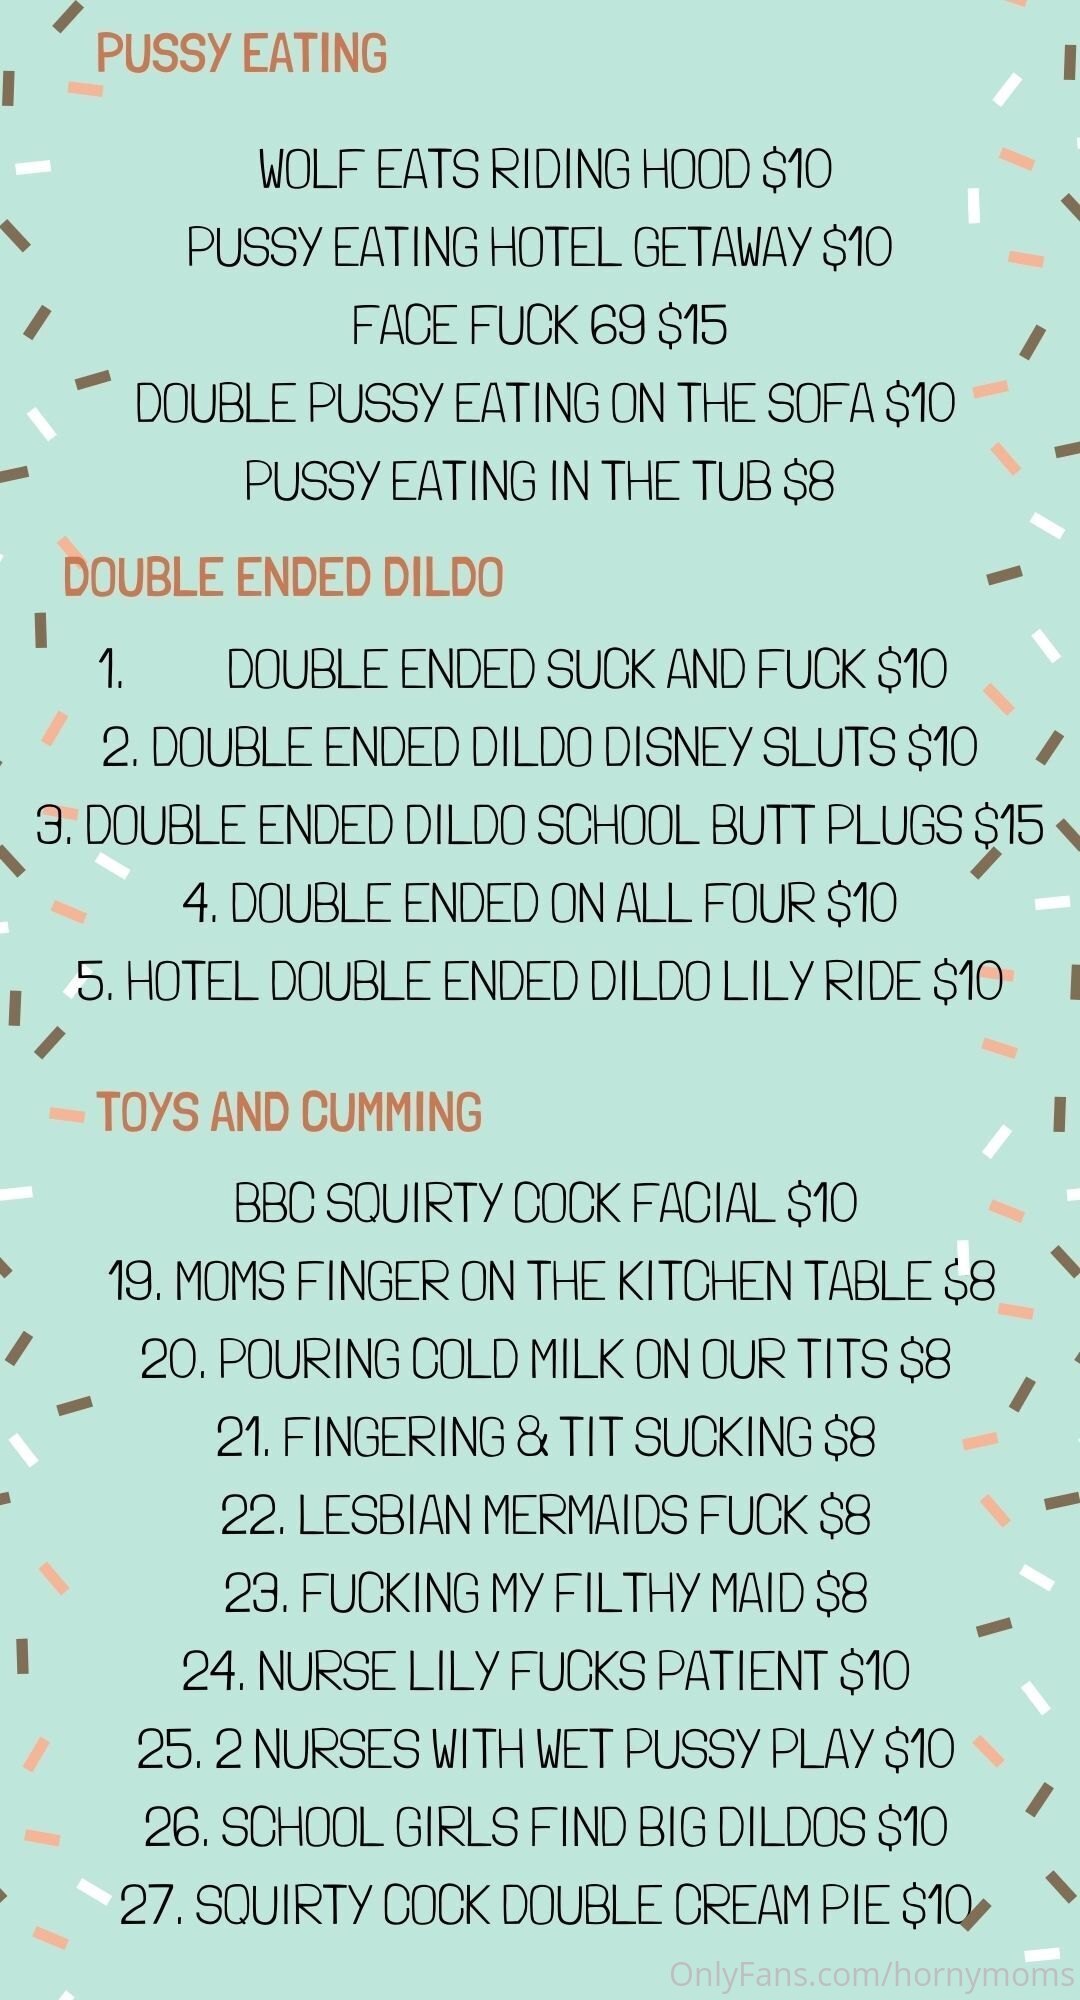 PUSSY EATING
WOLF EATS RIDING HOOD $10
PUSSY EATING HOTEL GETAWAY $10
FACE FUCK 69 $15
DOUBLE PUSSY EATING ON THE SOFA $10
PUSSY EATING IN THE TUB $8
DOUBLE ENDED DILDO
1. DOUBLE ENDED SUCK AND FUCK $10
2. DOUBLE ENDED DILDO DISNEY SLUTS $10
3. DOUBLE ENDED DILDO SCHOOL BUTT PLUGS $15
4. DOUBLE ENDED ON ALL FOUR $10
5. HOTEL DOUBLE ENDED DILDO LILY RIDE $10
TOYS AND CUMMING
BBC SQUIRTY COCK FACIAL $10
19. MOMS FINGER ON THE KITCHEN TABLE $8
20. POURING COLD MILK ON OUR TITS $8
21. FINGERING & TIT SUCKING $8
22. LESBIAN MERMAIDS FUCK $8
23. FUCKING MY FILTHY MAID $8
24. NURSE LILY FUCKS PATIENT $10
25. 2 NURSES WITH WET PUSSY PLAY $10
26. SCHOOL GIRLS FIND BIG DILDOS $10
27. SQUIRTY COCK DOUBLE CREAM PIE $10
OnlyFans.com/hornymoms